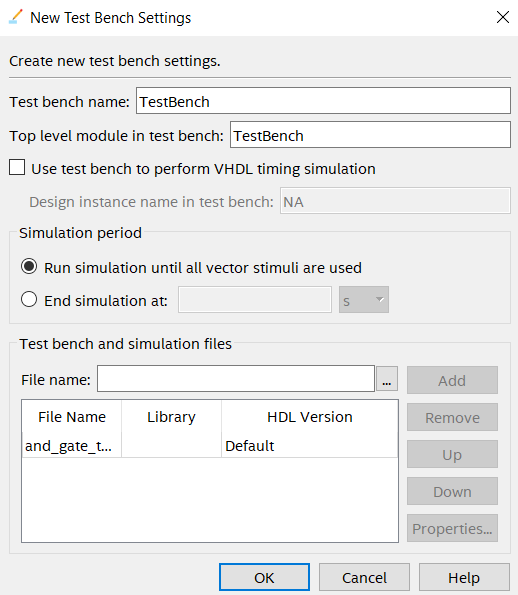 New Test Bench Settings
Create new test bench settings.
Test bench name: TestBench
Top level module in test bench: TestBench
Use test bench to perform VHDL timing simulation
Design instance name in test bench: NA
Simulation period
Run simulation until all vector stimuli are used
End simulation at: s
Test bench and simulation files
File name: ... Add
File Name Library HDL Version Remove
and_gate_t... Default Up
Down
Properties...
OK Cancel Help